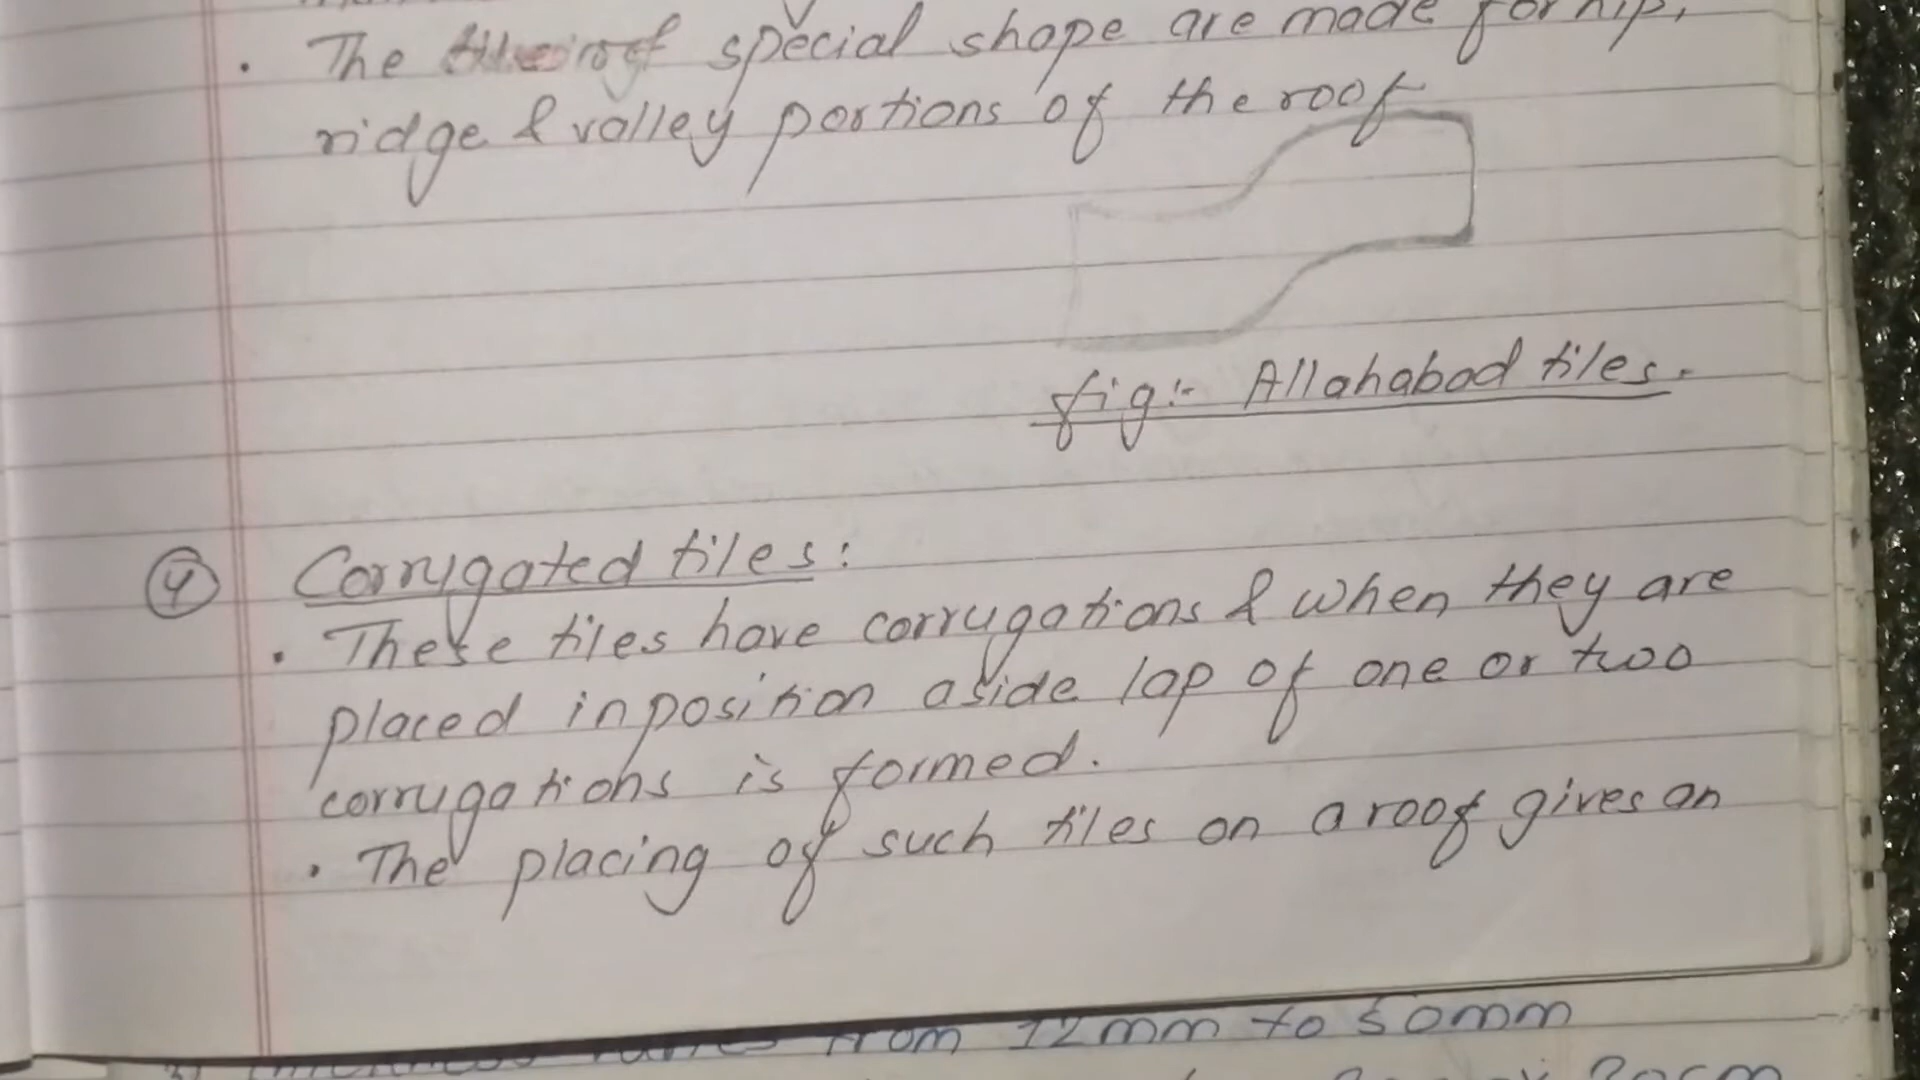 • The of special shape are made for hip,
ridge & valley portions of the roof
fig:- Allahabad tiles.
④ Corrugated tiles:
• These tiles have corrugations & when they are
placed in position a side lap of one or two
corrugations is formed.
• The placing of such tiles on a roof gives an
from 12mm to 50mm